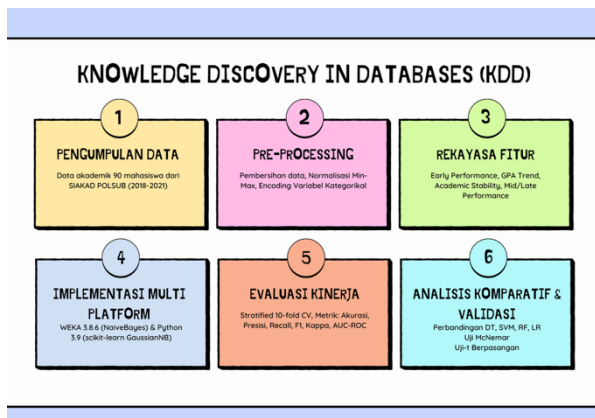 KNOWLEDGE DISCOVERY IN DATABASES (KDD)
1
PENGUMPULAN DATA
Data akademik 90 mahasiswa dari
SIAKAD POLSUB (2018-2021)
2
PRE-PROCESSING
Pembersihan data, Normalisasi Min-
Max, Encoding Variabel Kategorikal
3
REKAYASA FITUR
Early Performance, GPA Trend,
Academic Stability, Mid/Late
Performance
4
IMPLEMENTASI MULTI
PLATFORM
WEKA 3.8.6 (NaiveBayes) & Python
3.9 (scikit-learn GaussianNB)
5
EVALUASI KINERJA
Stratified 10-fold CV, Metrik: Akurasi,
Presisi, Recall, F1, Kappa, AUC-ROC
6
ANALISIS KOMPARATIF &
VALIDASI
Perbandingan DT, SVM, RF, LR
Uji McNemar
Uji-t Berpasangan